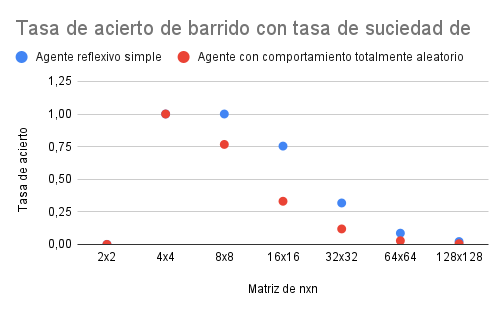 Tasa de acierto de barrido con tasa de suciedad de
Agente reflexivo simple
Agente con comportamiento totalmente aleatorio
1,25
1,00
0,75
0,50
0,25
0,00
Tasa de acierto
2x2 4x4 8x8 16x16 32x32 64x64 128x128
Matriz de nxn